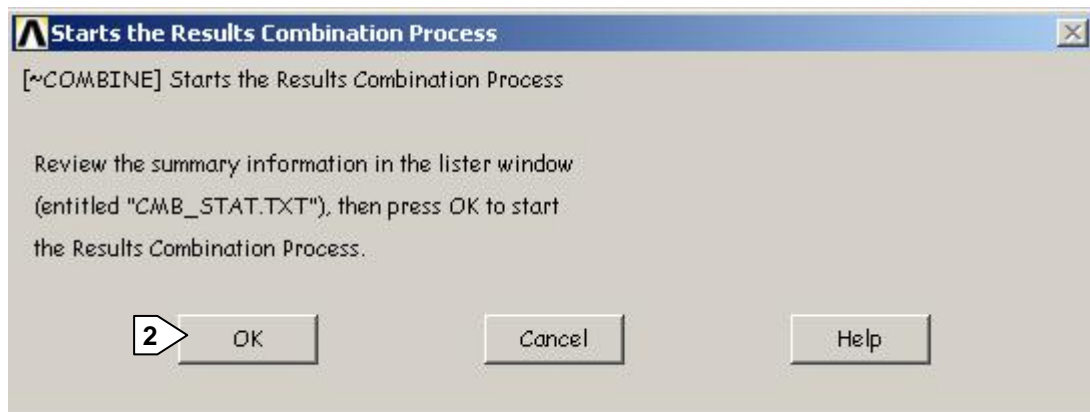 Starts the Results Combination Process
[~COMBINE] Starts the Results Combination Process
Review the summary information in the lister window
(entitled "CMB_STAT.TXT"), then press OK to start
the Results Combination Process.
2 OK Cancel Help